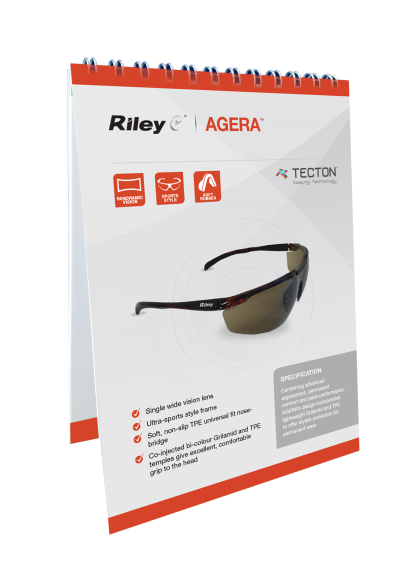 Riley | AGERA™
PANORAMIC
VISION
SPORTS
STYLE
SOFT
RUBBER
TECTON
Coating Technology
Riley
Single wide vision lens
Ultra-sports style frame
Soft, non-slip TPE universal fit nose-
bridge
Co-injected bi-colour Grilamid and TPE
temples give excellent, comfortable
grip to the head
SPECIFICATION
Combining advanced
ergonomics, permanent
comfort and peak performance,
AGERA's design incorporates
lightweight Grilamid and TPE
to offer stylish protection for
permanent wear.